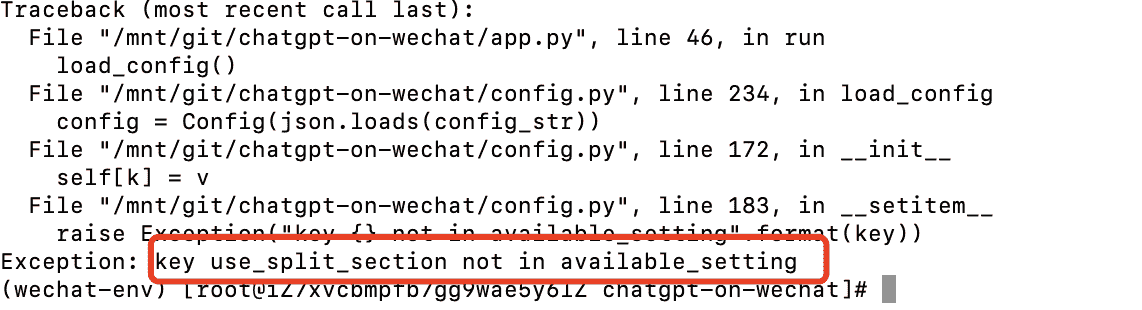 Traceback (most recent call last):
  File "/mnt/git/chatgpt-on-wechat/app.py", line 46, in run
    load_config()
  File "/mnt/git/chatgpt-on-wechat/config.py", line 234, in load_config
    config = Config(json.loads(config_str))
  File "/mnt/git/chatgpt-on-wechat/config.py", line 172, in __init__
    self[k] = v
  File "/mnt/git/chatgpt-on-wechat/config.py", line 183, in __setitem__
    raise Exception("key {} not in available_setting".format(key))
Exception: key use_split_section not in available_setting
(wechat-env) chatgpt-on-wechat]#